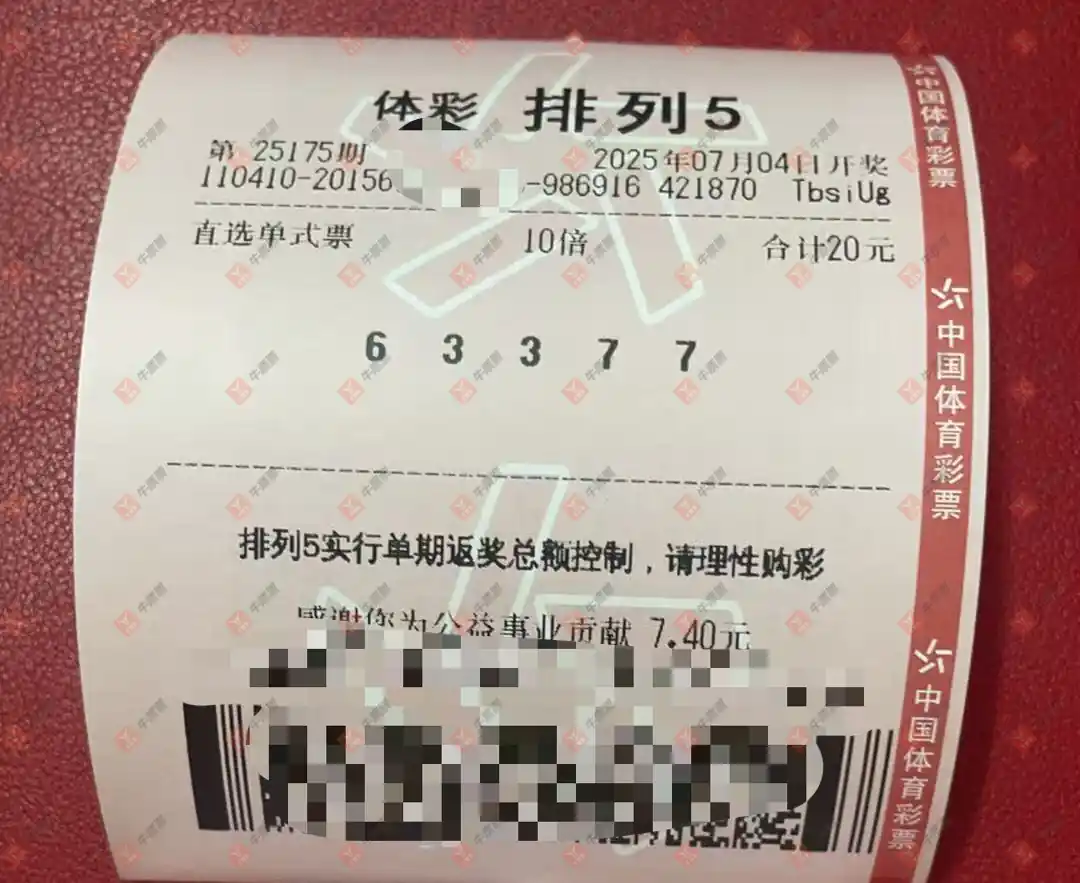 体彩 排列5
第 25175期 2025年07月04日开奖
110410-20156 -986916 421870 TbsiUg
直选单式票 10倍 合计20元
6 3 3 7 7
排列5实行单期返奖总额控制，请理性购彩
感谢您为公益事业贡献 7.40元
中国体育彩票
中国体育彩票
中国体育彩票